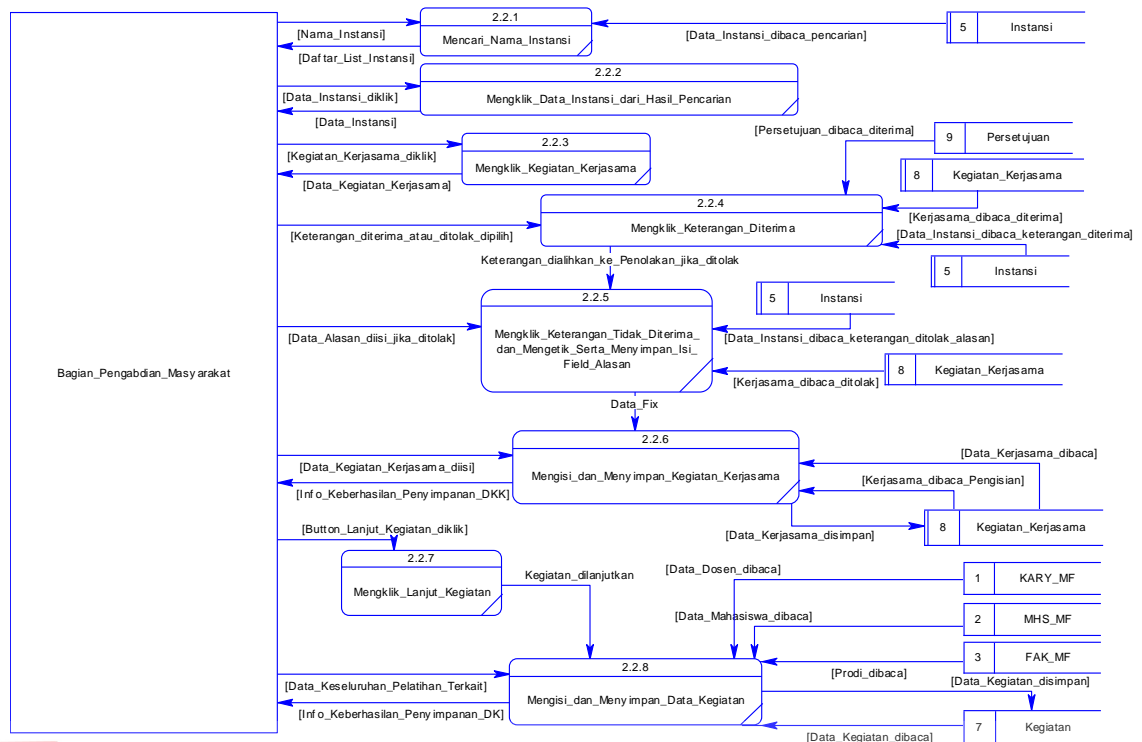 2.2.1
[Nama_Instansi]
Mencari_Nama_Instansi
[Data_Instansi_dibaca_pencarian]
5 Instansi
[Daftar_List_Instansi]
2.2.2
[Data_Instansi_diklik]
Mengklik_Data_Instansi_dari_Hasil_Pencarian
[Data_Instansi]
[Persetujuan_dibaca_diterima]
9 Persetujuan
2.2.3
[Kegiatan_Kerjasama_diklik]
Mengklik_Kegiatan_Kerjasama
8 Kegiatan_Kerjasama
[Data_Kegiatan_Kerjasama]
2.2.4
[Kerjasama_dibaca_diterima]
[Keterangan_diterima_atau_ditolak_dipilih]
Mengklik_Keterangan_Diterima
[Data_Instansi_dibaca_keterangan_diterima]
Keterangan_dialihkan_ke_Penolakan_jika_ditolak
5 Instansi
2.2.5
5 Instansi
[Data_Alasan_diisi_jika_ditolak]
Mengklik_Keterangan_Tidak_Diterima_
dan_Mengetik_Serta_Menyimpan_Isi_
Field_Alasan
[Data_Instansi_dibaca_keterangan_ditolak_alasan]
Bagian_Pengabdian_Masyarakat
[Kerjasama_dibaca_ditolak]
8 Kegiatan_Kerjasama
Data_Fix
2.2.6
[Data_Kerjasama_dibaca]
[Data_Kegiatan_Kerjasama_diisi]
Mengisi_dan_Menyimpan_Kegiatan_Kerjasama
[Kerjasama_dibaca_Pengisian]
[Info_Keberhasilan_Penyimpanan_DKK]
[Button_Lanjut_Kegiatan_diklik]
[Data_Kerjasama_disimpan]
8 Kegiatan_Kerjasama
2.2.7
Mengklik_Lanjut_Kegiatan
Kegiatan_dilanjutkan
[Data_Dosen_dibaca]
1 KARY_MF
[Data_Mahasiswa_dibaca]
2 MHS_MF
2.2.8
[Prodi_dibaca]
3 FAK_MF
[Data_Keseluruhan_Pelatihan_Terkait]
Mengisi_dan_Menyimpan_Data_Kegiatan
[Data_Kegiatan_disimpan]
[Info_Keberhasilan_Penyimpanan_DK]
7 Kegiatan
[Data_Kegiatan_dibaca]